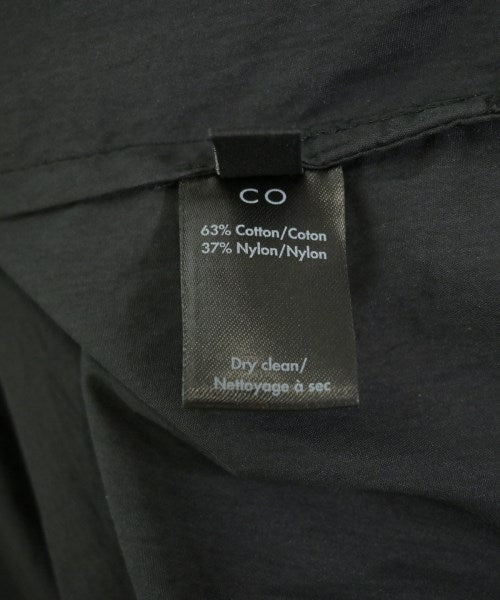 CO
63% Cotton/Coton
37% Nylon/Nylon
Dry clean/
Nettoyage à sec